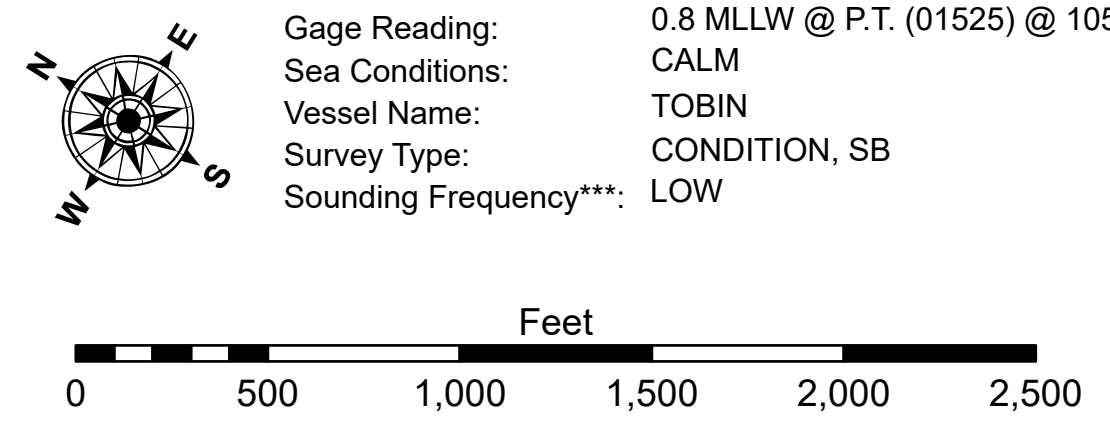 N
E
S
W
Gage Reading: 0.8 MLLW @ P.T. (01525) @ 105
Sea Conditions: CALM
Vessel Name: TOBIN
Survey Type: CONDITION, SB
Sounding Frequency***: LOW
Feet
0 500 1,000 1,500 2,000 2,500